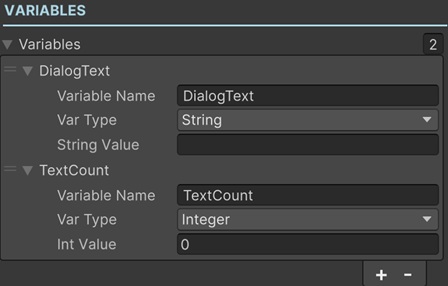 VARIABLES
Variables 2
DialogText
Variable Name DialogText
Var Type String
String Value
TextCount
Variable Name TextCount
Var Type Integer
Int Value 0
+ -